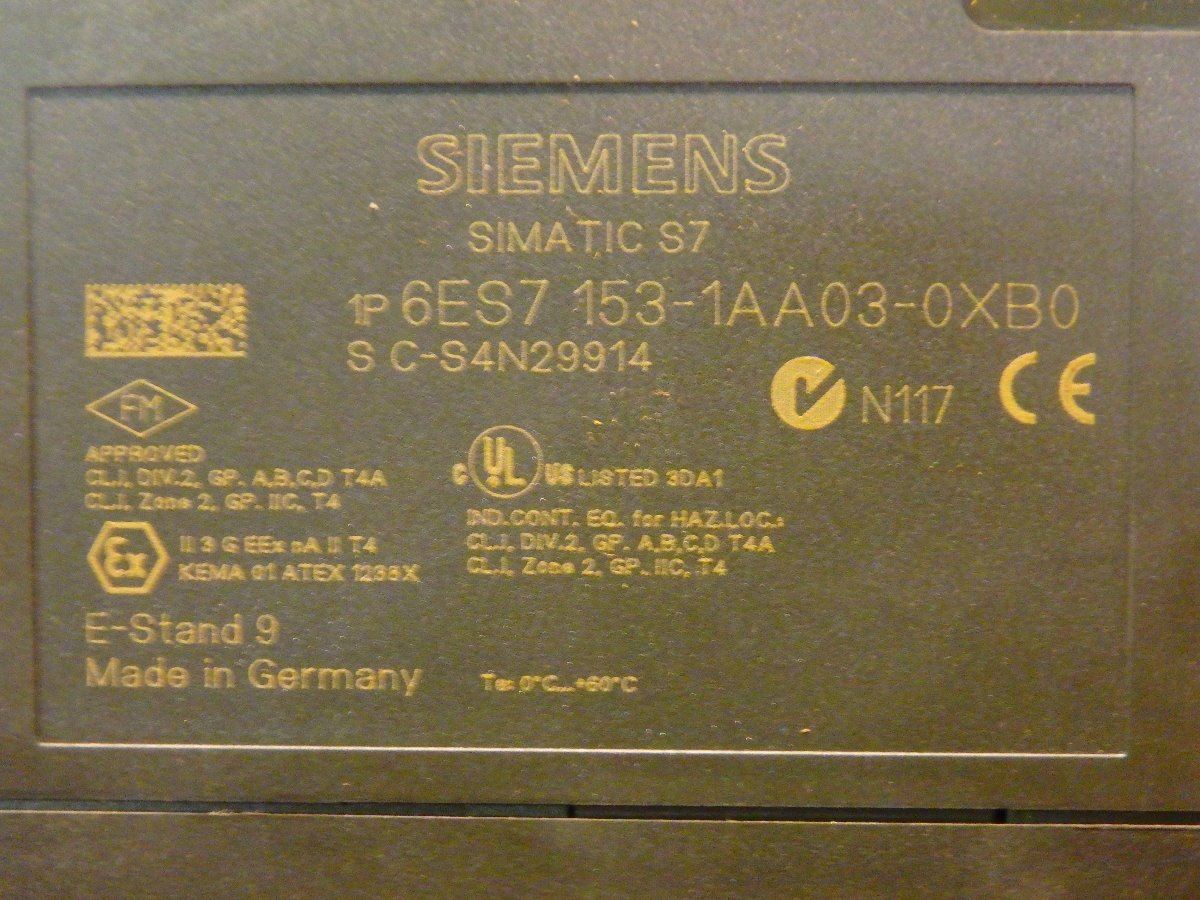 SIEMENS
SIMATIC S7
1P 6ES7 153-1AA03-0XB0
S C-S4N29914
N117 CE
FM
APPROVED
CL.I, DIV.2, GP. A,B,C,D T4A
CL.I, Zone 2, GP. IIC, T4
C UL US LISTED 3DA1
IND.CONT. EQ. for HAZ.LOC.:
CL.I, DIV.2, GP. A,B,C,D T4A
CL.I, Zone 2, GP. IIC, T4
Ex II 3 G EEx nA II T4
KEMA 01 ATEX
E-Stand 9
Made in Germany
Ta: 0°C...+60°C